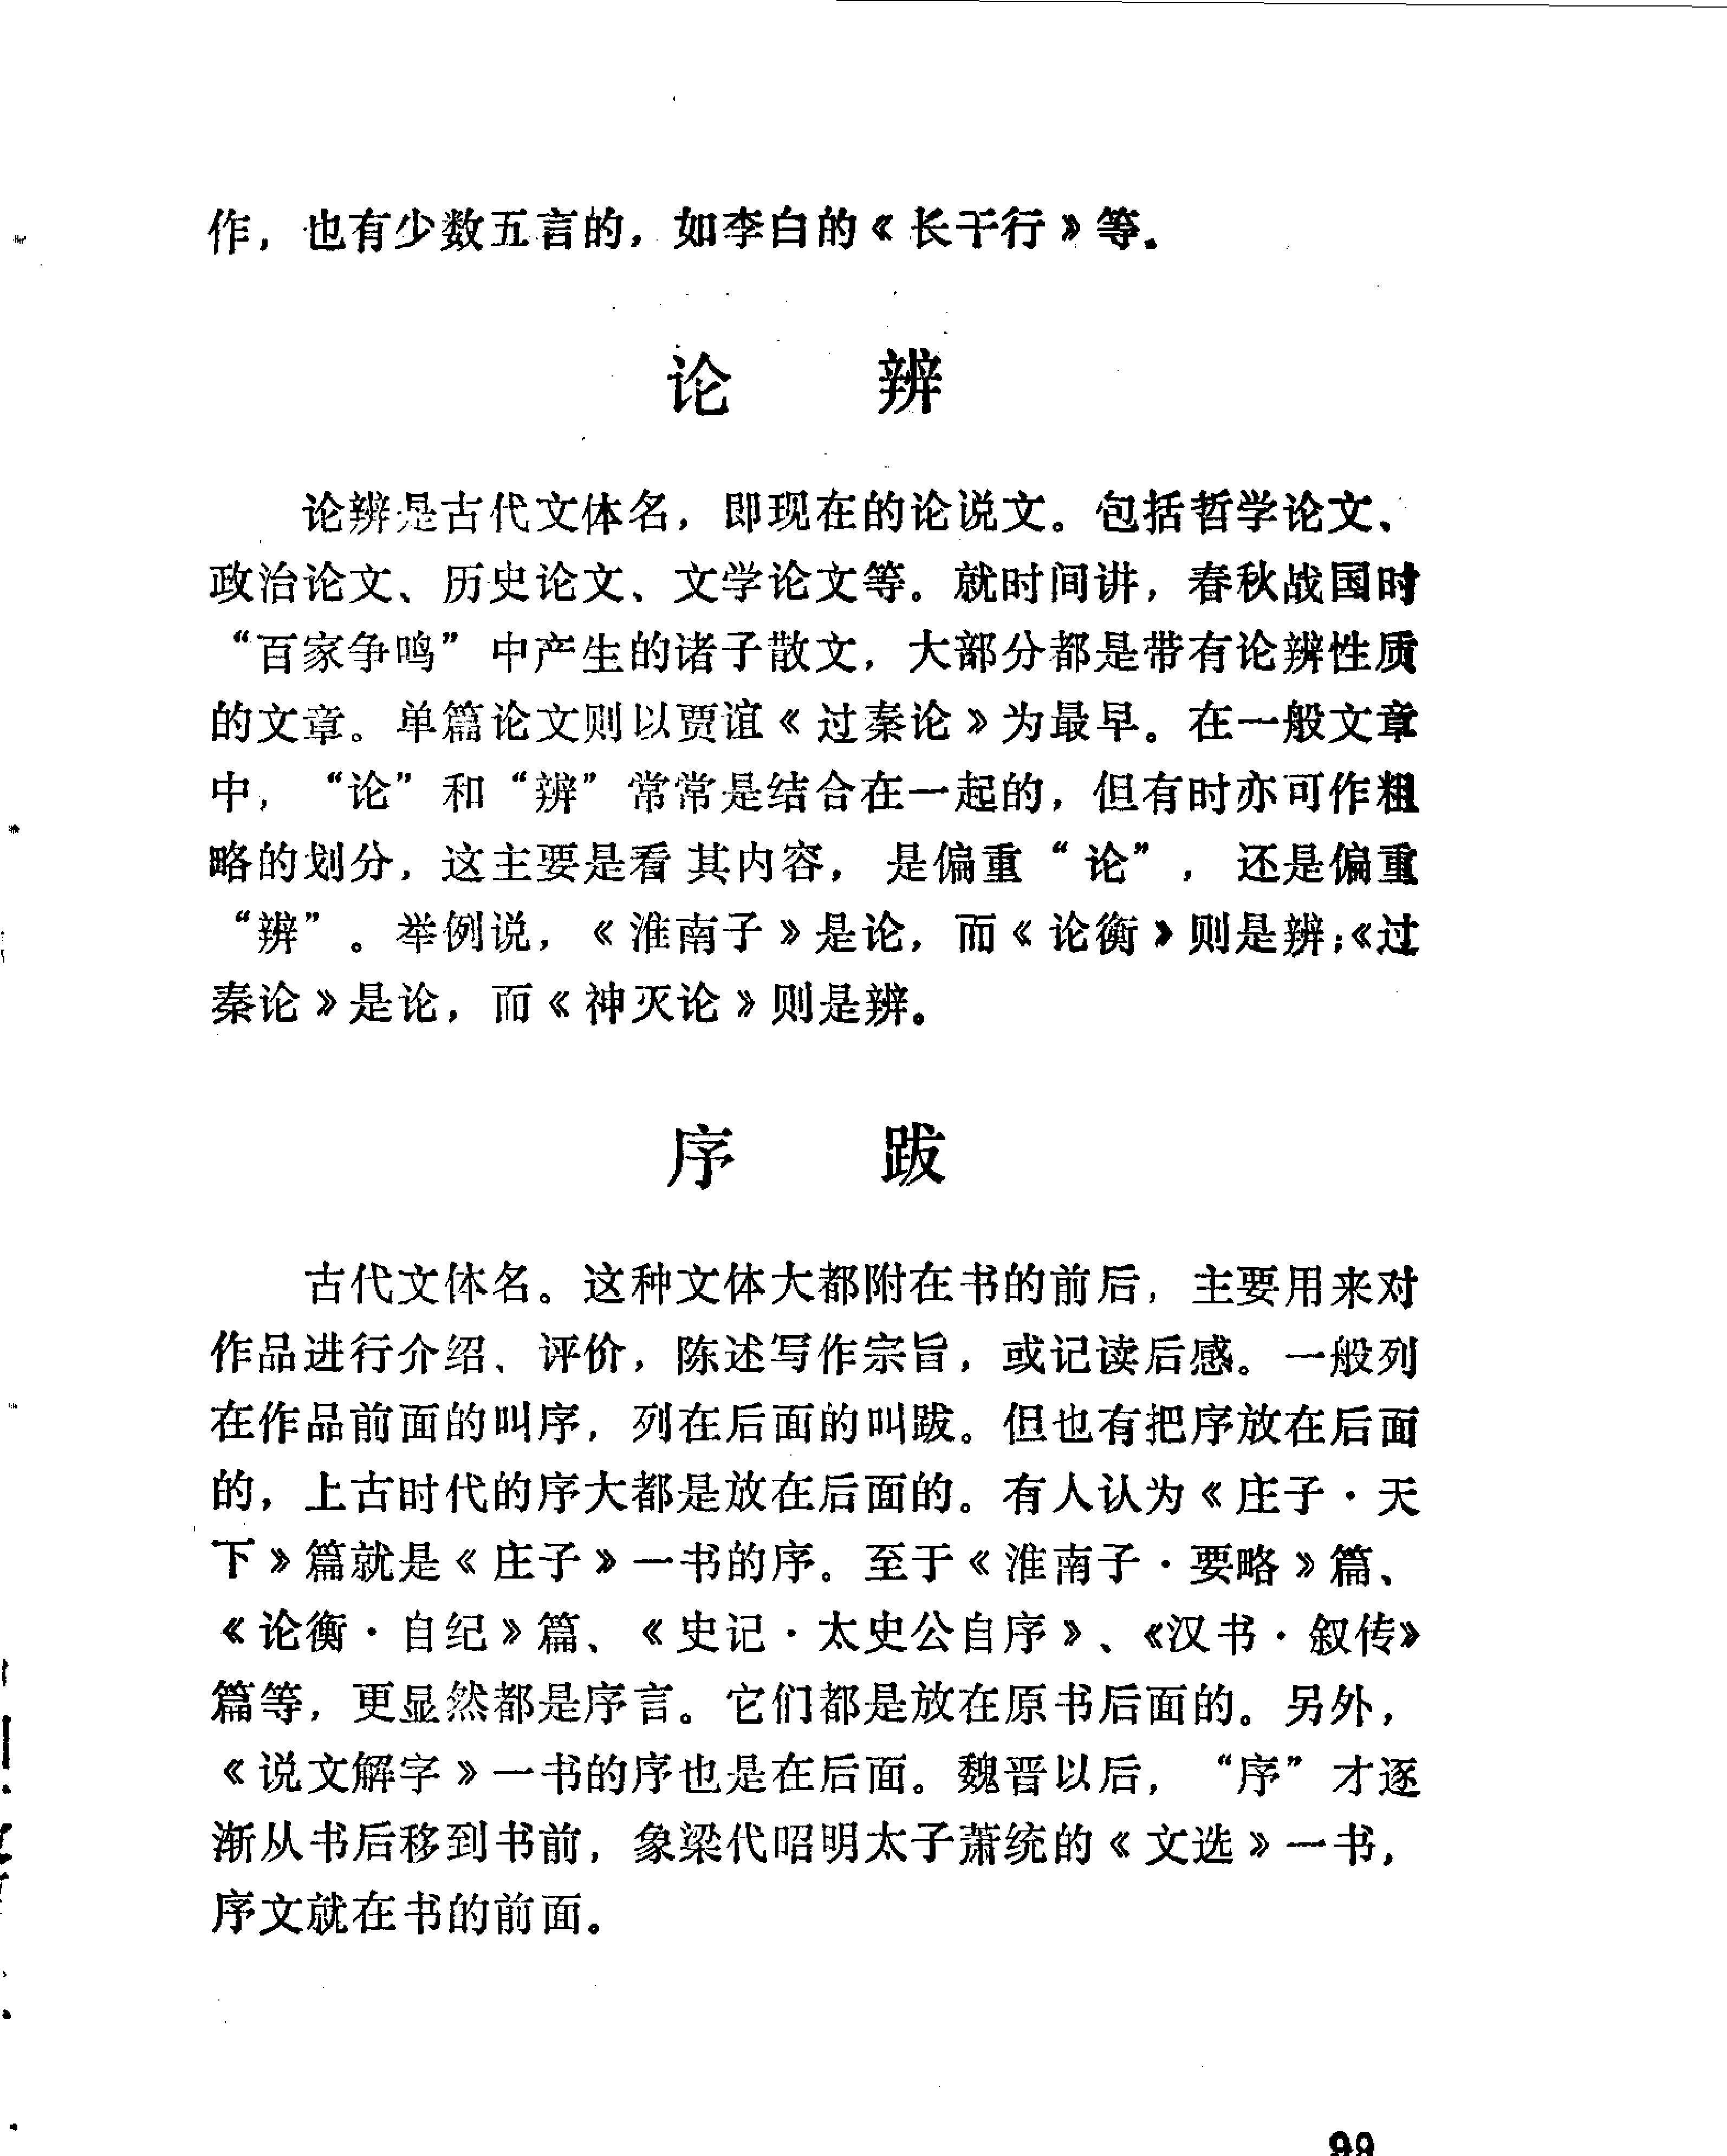 作，也有少数五言的，如李白的《长干行》等。
论 辨
论辨是古代文体名，即现在的论说文。包括哲学论文、
政治论文、历史论文、文学论文等。就时间讲，春秋战国时
“百家争鸣”中产生的诸子散文，大部分都是带有论辨性质
的文章。单篇论文则以贾谊《过秦论》为最早。在一般文章
中，“论”和“辨”常常是结合在一起的，但有时亦可作粗
略的划分，这主要是看其内容，是偏重“论”，还是偏重
“辨”。举例说，《淮南子》是论，而《论衡》则是辨；《过
秦论》是论，而《神灭论》则是辨。
序 跋
古代文体名。这种文体大都附在书的前后，主要用来对
作品进行介绍、评价，陈述写作宗旨，或记读后感。一般列
在作品前面的叫序，列在后面的叫跋。但也有把序放在后面
的，上古时代的序大都是放在后面的。有人认为《庄子·天
下》篇就是《庄子》一书的序。至于《淮南子·要略》篇、
《论衡·自纪》篇、《史记·太史公自序》、《汉书·叙传》
篇等，更显然都是序言。它们都是放在原书后面的。另外，
《说文解字》一书的序也是在后面。魏晋以后，“序”才逐
渐从书后移到书前，象梁代昭明太子萧统的《文选》一书，
序文就在书的前面。